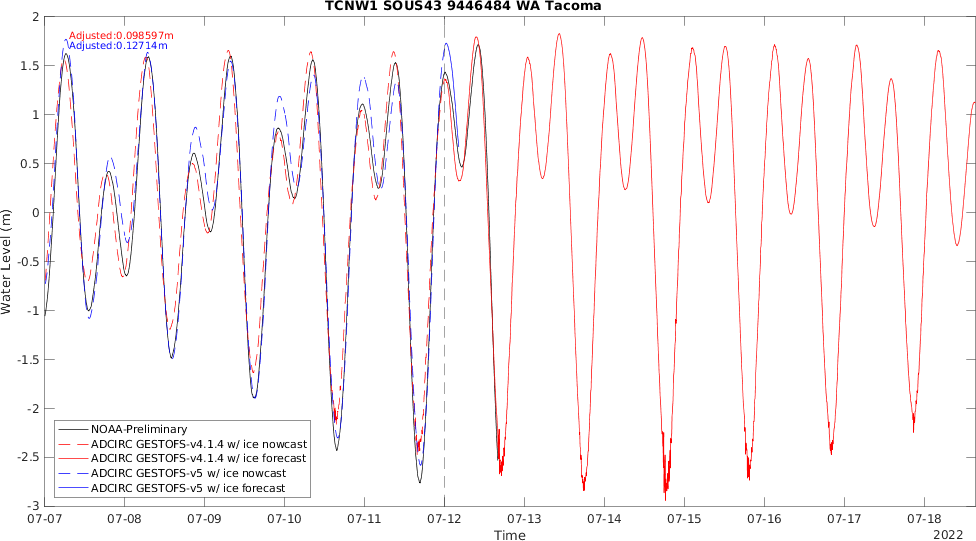 TCNW1 SOUS43 9446484 WA Tacoma
Adjusted:0.098597m
Adjusted:0.12714m
Water Level (m)
2
1.5
1
0.5
0
-0.5
-1
-1.5
-2
-2.5
-3
NOAA-Preliminary
ADCIRC GESTOFS-v4.1.4 w/ ice nowcast
ADCIRC GESTOFS-v4.1.4 w/ ice forecast
ADCIRC GESTOFS-v5 w/ ice nowcast
ADCIRC GESTOFS-v5 w/ ice forecast
07-07 07-08 07-09 07-10 07-11 07-12 07-13 07-14 07-15 07-16 07-17 07-18
Time
2022